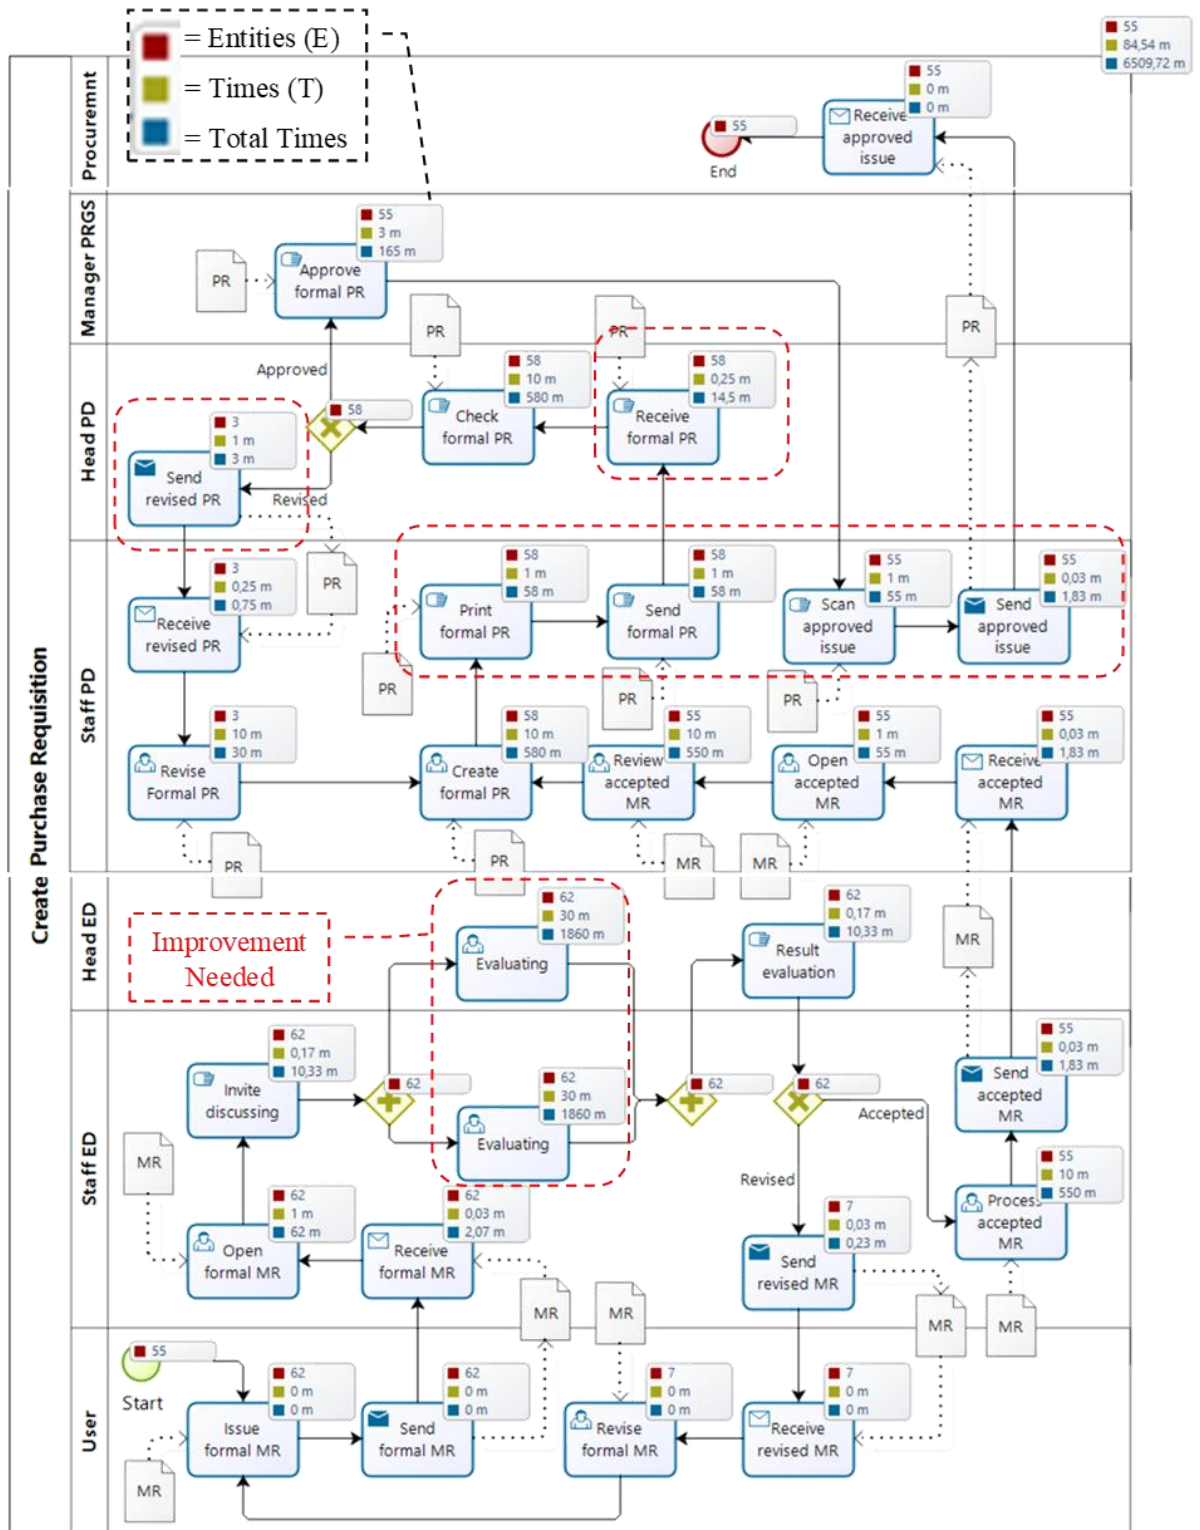 = Entities (E)
= Times (T)
= Total Times
55
84,54 m
6509,72 m
Create Purchase Requisition
Procuremnt
55
0 m
0 m
Receive
approved
issue
55
End
Manager PRGS
55
3 m
165 m
Approve
formal PR
PR
PR
PR
PR
Head PD
Approved
58
Revised
58
10 m
580 m
Check
formal PR
58
0,25 m
14,5 m
Receive
formal PR
3
1 m
3 m
Send
revised PR
Staff PD
3
0,25 m
0,75 m
Receive
revised PR
PR
58
1 m
58 m
Print
formal PR
58
1 m
58 m
Send
formal PR
55
1 m
55 m
Scan
approved
issue
55
0,03 m
1,83 m
Send
approved
issue
PR
PR
PR
3
10 m
30 m
Revise
Formal PR
58
10 m
580 m
Create
formal PR
55
10 m
550 m
Review
accepted
MR
55
1 m
55 m
Open
accepted
MR
55
0,03 m
1,83 m
Receive
accepted
MR
PR
PR
MR
MR
Head ED
Improvement
Needed
62
30 m
1860 m
Evaluating
62
0,17 m
10,33 m
Result
evaluation
MR
Staff ED
62
0,17 m
10,33 m
Invite
discussing
62
62
30 m
1860 m
Evaluating
62
62
Accepted
Revised
55
0,03 m
1,83 m
Send
accepted
MR
55
10 m
550 m
Process
accepted
MR
MR
62
1 m
62 m
Open
formal MR
62
0,03 m
2,07 m
Receive
formal MR
7
0,03 m
0,23 m
Send
revised MR
MR
MR
MR
MR
User
55
Start
62
0 m
0 m
Issue
formal MR
62
0 m
0 m
Send
formal MR
7
0 m
0 m
Revise
formal MR
7
0 m
0 m
Receive
revised MR
MR